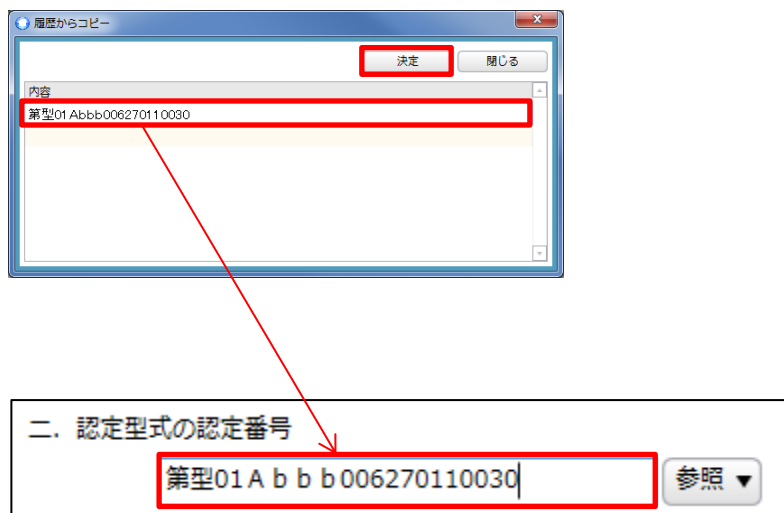 履歴からコピー
決定 閉じる
内容
第型01Abbb006270110030
二．認定型式の認定番号
第型01Ａｂｂｂ006270110030
参照▼